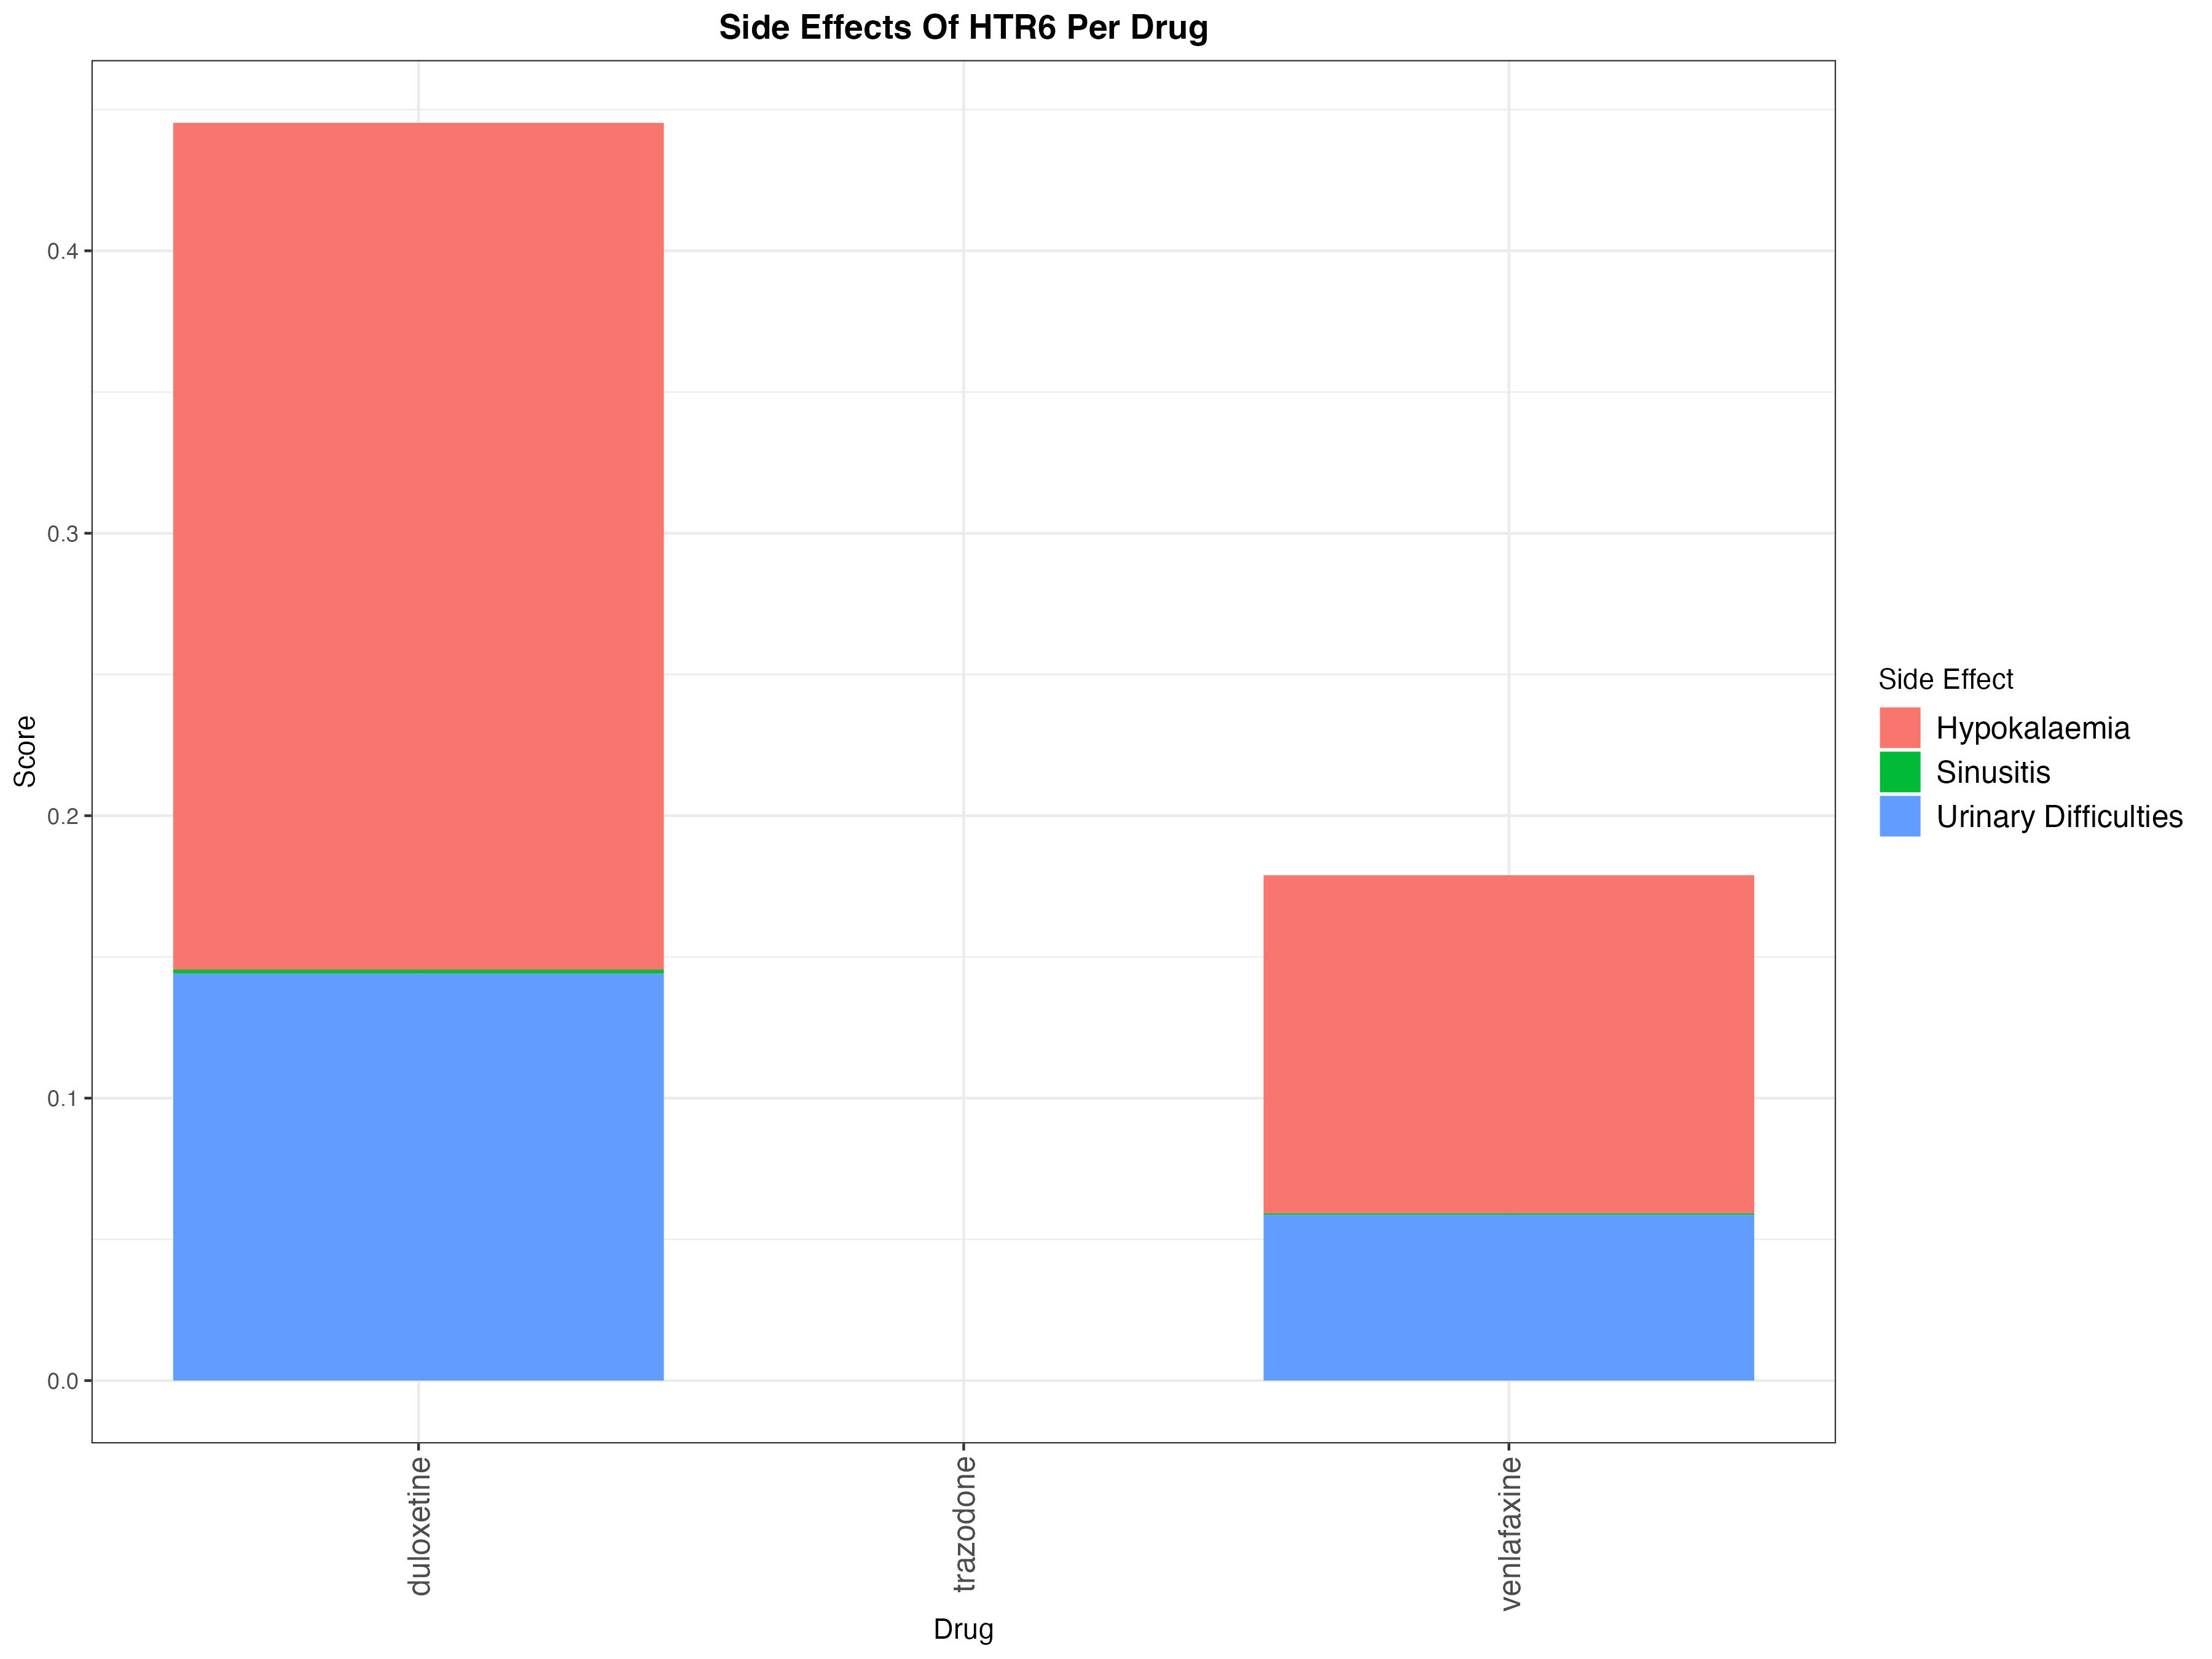 Side Effects Of HTR6 Per Drug
Score
0.4
0.3
0.2
0.1
0.0
duloxetine
trazodone
venlafaxine
Drug
Side Effect
Hypokalaemia
Sinusitis
Urinary Difficulties